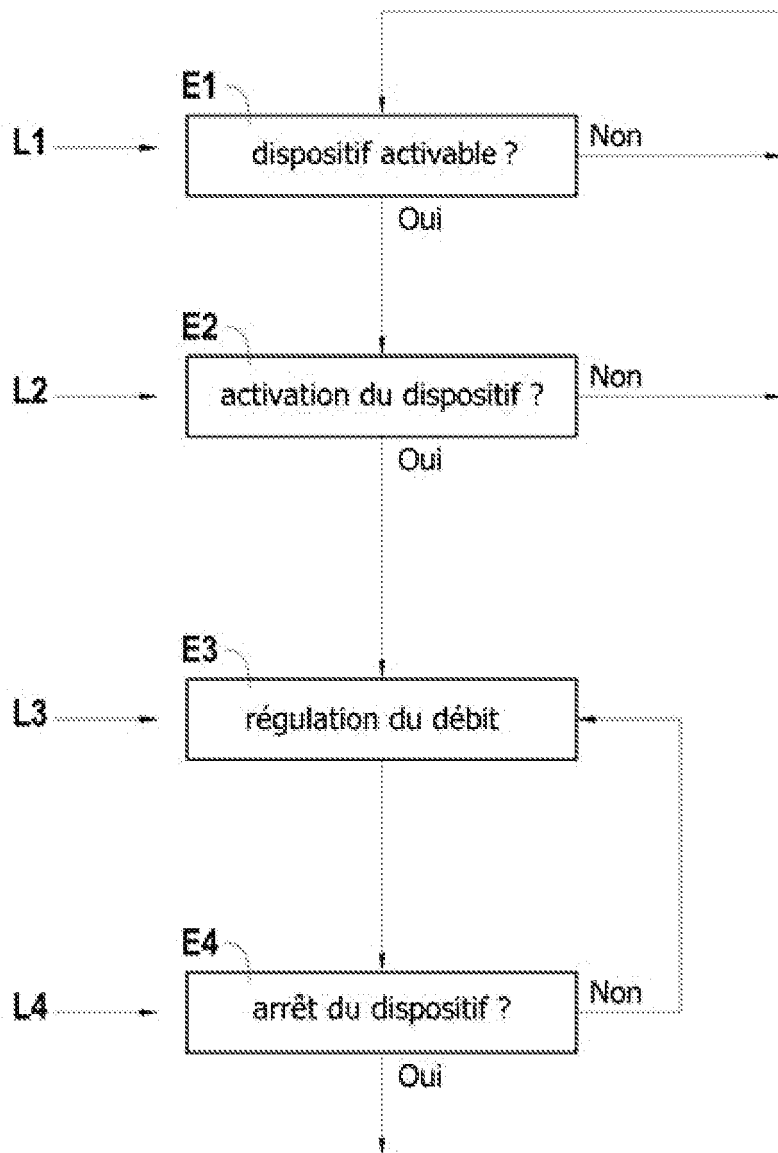 E1
L1
dispositif activable ?
Non
Oui
E2
L2
activation du dispositif ?
Non
Oui
E3
L3
régulation du débit
E4
L4
arrêt du dispositif ?
Non
Oui